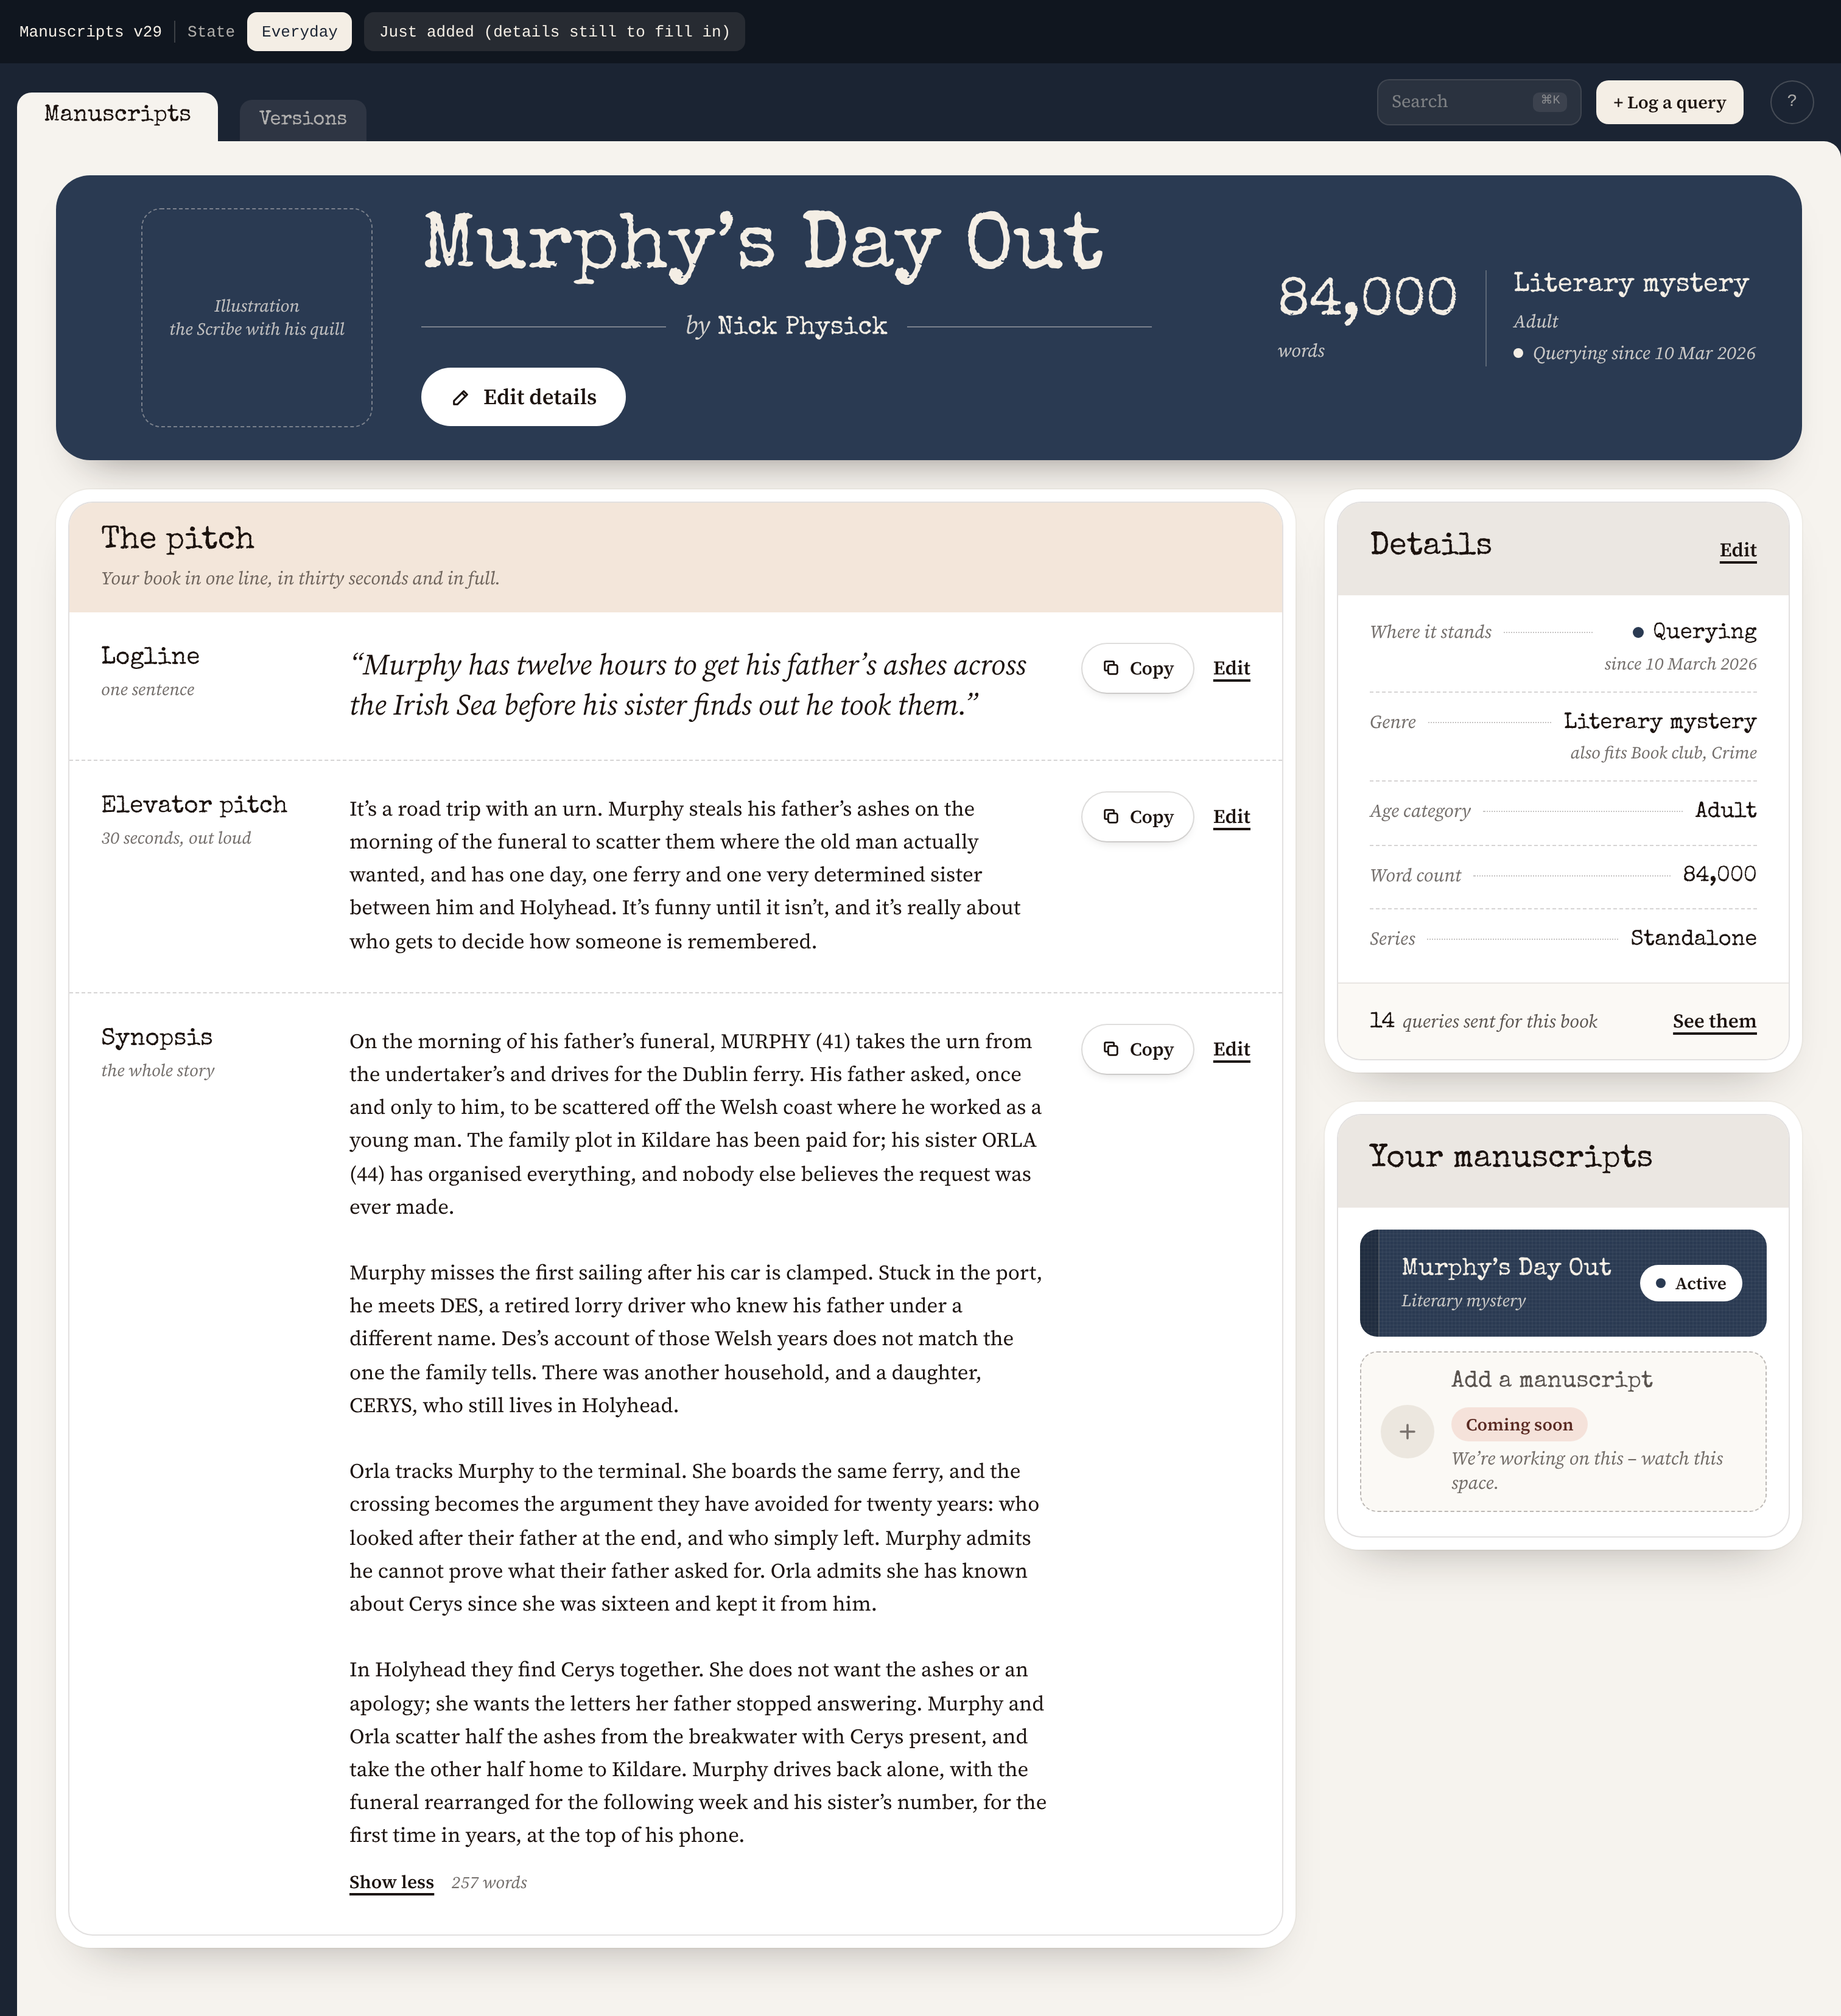 Manuscripts v29
State
Everyday
Just added (details still to fill in)
Manuscripts
Versions
Search
⌘K
+ Log a query
?
Illustration
the Scribe with his quill
Murphy’s Day Out
by Nick Physick
Edit details
84,000
words
Literary mystery
Adult
Querying since 10 Mar 2026
The pitch
Your book in one line, in thirty seconds and in full.
Logline
one sentence
“Murphy has twelve hours to get his father’s ashes across
the Irish Sea before his sister finds out he took them.”
Copy
Edit
Elevator pitch
30 seconds, out loud
It’s a road trip with an urn. Murphy steals his father’s ashes on the
morning of the funeral to scatter them where the old man actually
wanted, and has one day, one ferry and one very determined sister
between him and Holyhead. It’s funny until it isn’t, and it’s really about
who gets to decide how someone is remembered.
Copy
Edit
Synopsis
the whole story
On the morning of his father’s funeral, MURPHY (41) takes the urn from
the undertaker’s and drives for the Dublin ferry. His father asked, once
and only to him, to be scattered off the Welsh coast where he worked as a
young man. The family plot in Kildare has been paid for; his sister ORLA
(44) has organised everything, and nobody else believes the request was
ever made.
Murphy misses the first sailing after his car is clamped. Stuck in the port,
he meets DES, a retired lorry driver who knew his father under a
different name. Des’s account of those Welsh years does not match the
one the family tells. There was another household, and a daughter,
CERYS, who still lives in Holyhead.
Orla tracks Murphy to the terminal. She boards the same ferry, and the
crossing becomes the argument they have avoided for twenty years: who
looked after their father at the end, and who simply left. Murphy admits
he cannot prove what their father asked for. Orla admits she has known
about Cerys since she was sixteen and kept it from him.
In Holyhead they find Cerys together. She does not want the ashes or an
apology; she wants the letters her father stopped answering. Murphy and
Orla scatter half the ashes from the breakwater with Cerys present, and
take the other half home to Kildare. Murphy drives back alone, with the
funeral rearranged for the following week and his sister’s number, for the
first time in years, at the top of his phone.
Show less
257 words
Copy
Edit
Details
Edit
Where it stands
Querying
since 10 March 2026
Genre
Literary mystery
also fits Book club, Crime
Age category
Adult
Word count
84,000
Series
Standalone
14 queries sent for this book
See them
Your manuscripts
Murphy’s Day Out
Literary mystery
Active
+
Add a manuscript
Coming soon
We’re working on this – watch this
space.